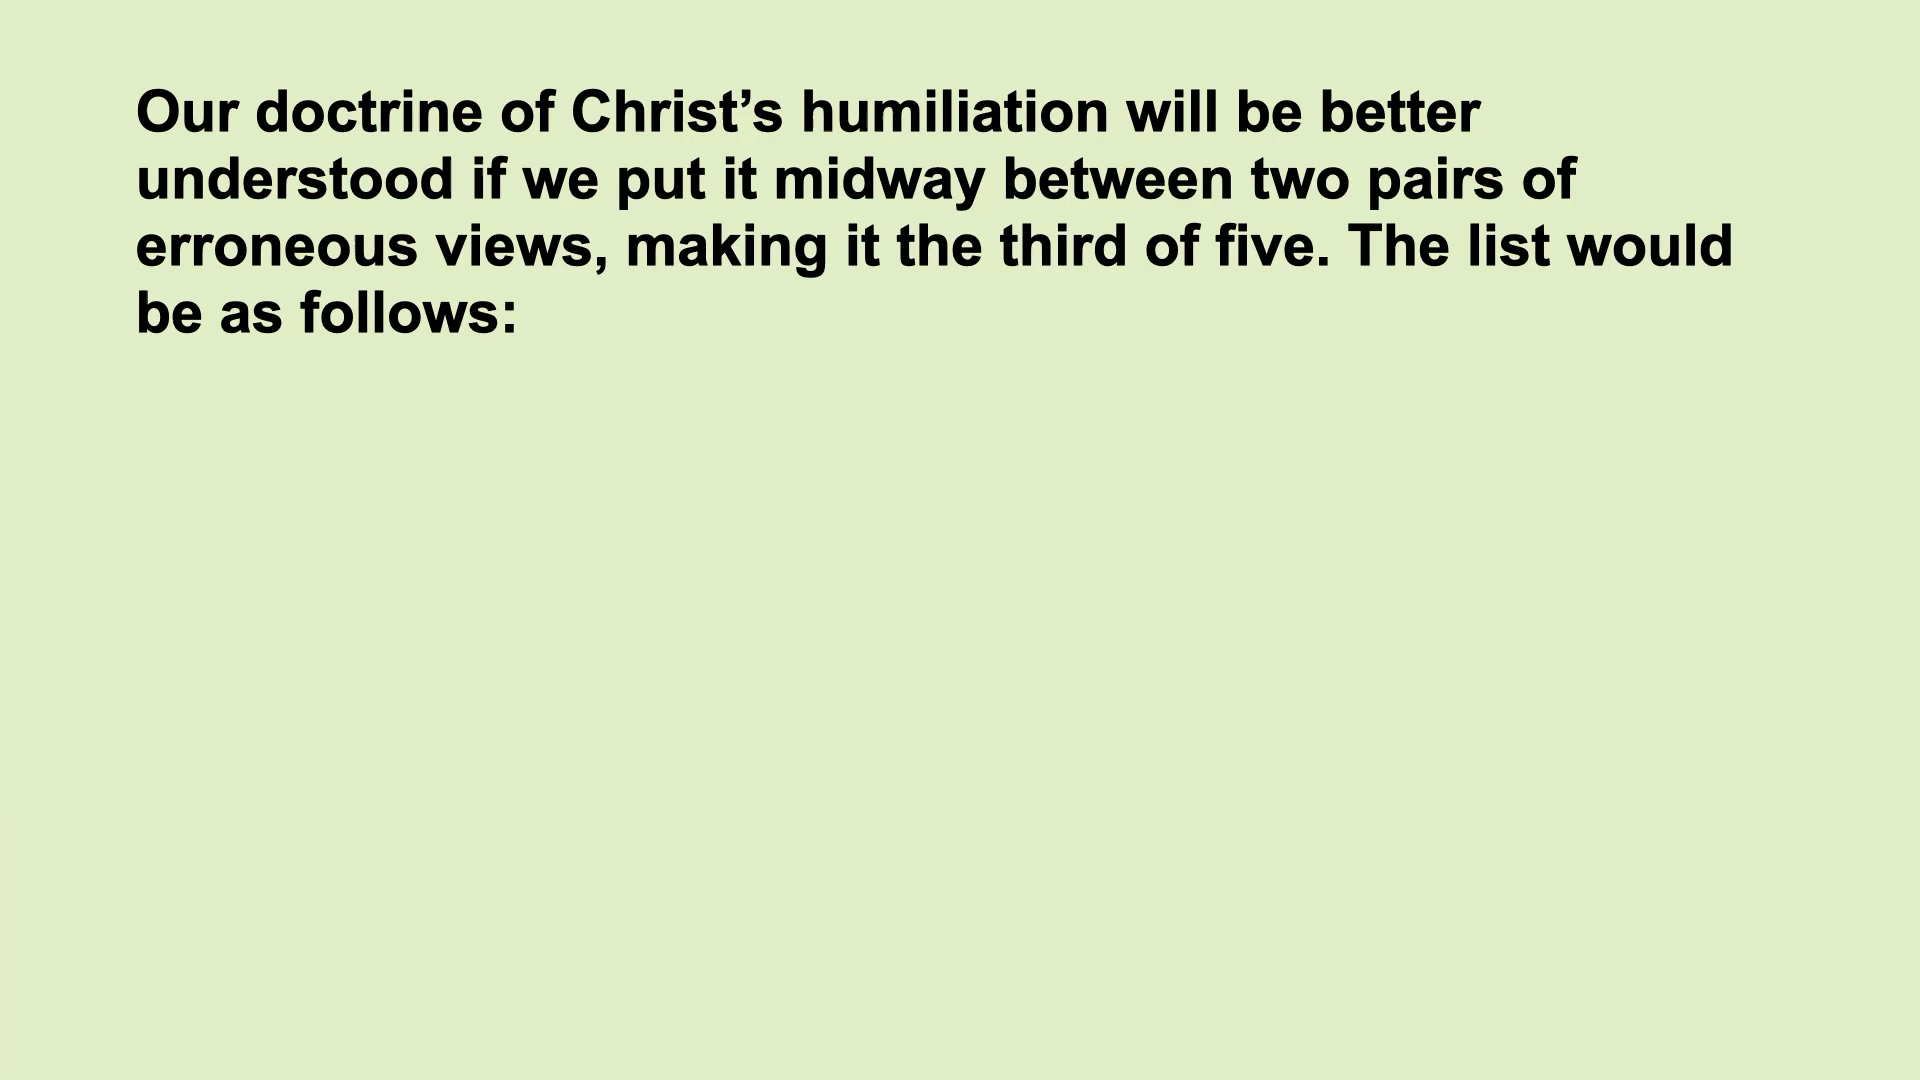 Our doctrine of Christ’s humiliation will be better
understood if we put it midway between two pairs of
erroneous views, making it the third of five. The list would
be as follows: